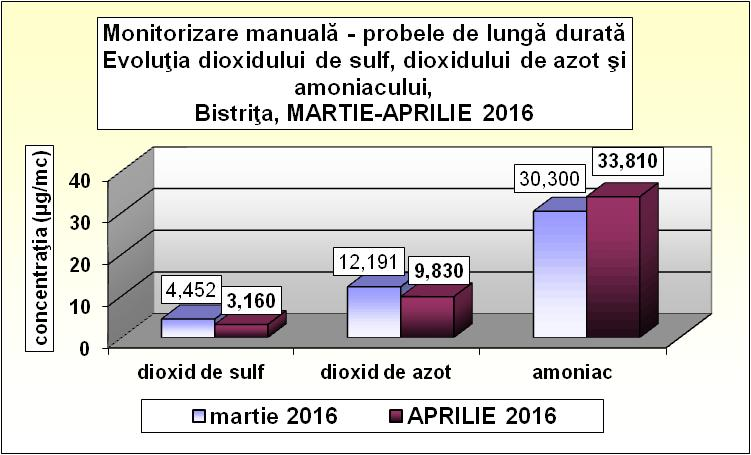 Monitorizare manuală - probele de lungă durată
Evoluţia dioxidului de sulf, dioxidului de azot şi
amoniacului,
Bistriţa, MARTIE-APRILIE 2016
concentraţia (µg/mc)
40
30
20
10
0
4,452
3,160
12,191
9,830
30,300
33,810
dioxid de sulf
dioxid de azot
amoniac
martie 2016
APRILIE 2016